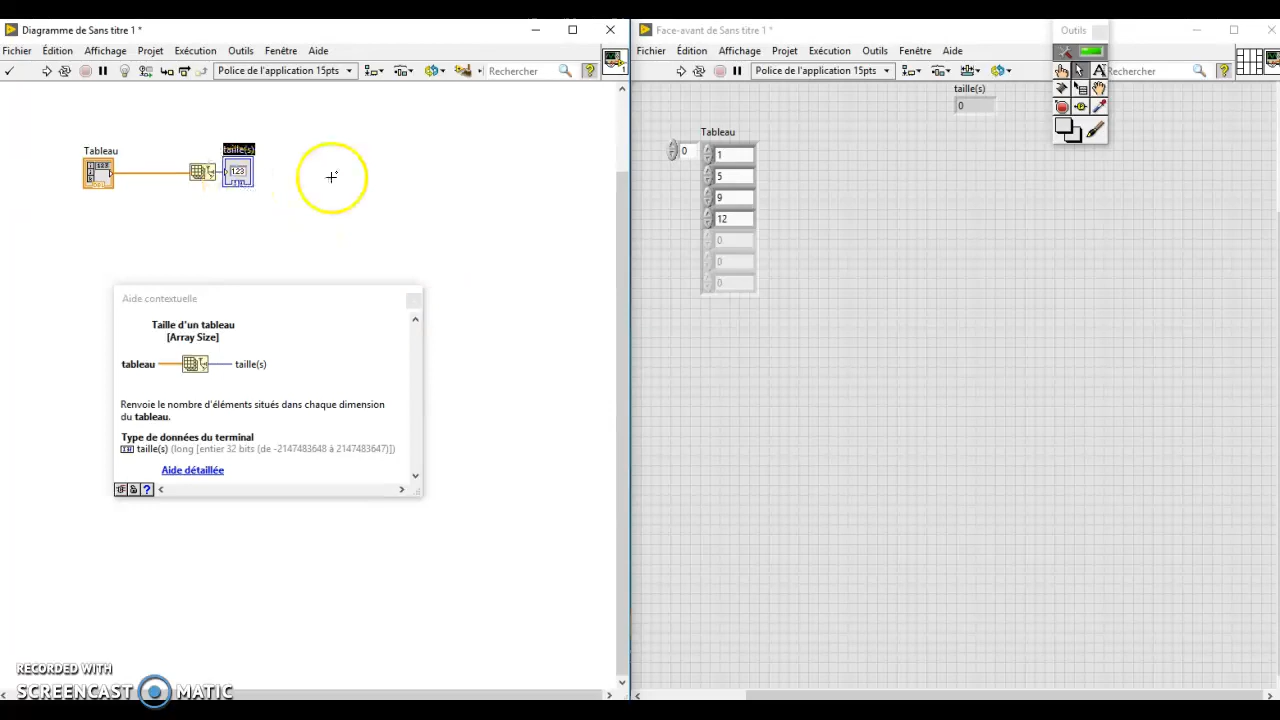 Diagramme de Sans titre 1 *
Fichier Édition Affichage Projet Exécution Outils Fenêtre Aide
Police de l'application 15pts Rechercher
Tableau
taille(s)
Aide contextuelle
Taille d'un tableau
[Array Size]
tableau taille(s)
Renvoie le nombre d'éléments situés dans chaque dimension
du tableau.
Type de données du terminal
taille(s) (long [entier 32 bits (de -2147483648 à 2147483647)])
Aide détaillée
RECORDED WITH
SCREENCAST MATIC
Face-avant de Sans titre 1 *
Fichier Édition Affichage Projet Exécution Outils Fenêtre Aide
Police de l'application 15pts Rechercher
Outils
taille(s)
0
Tableau
0
1
5
9
12
0
0
0